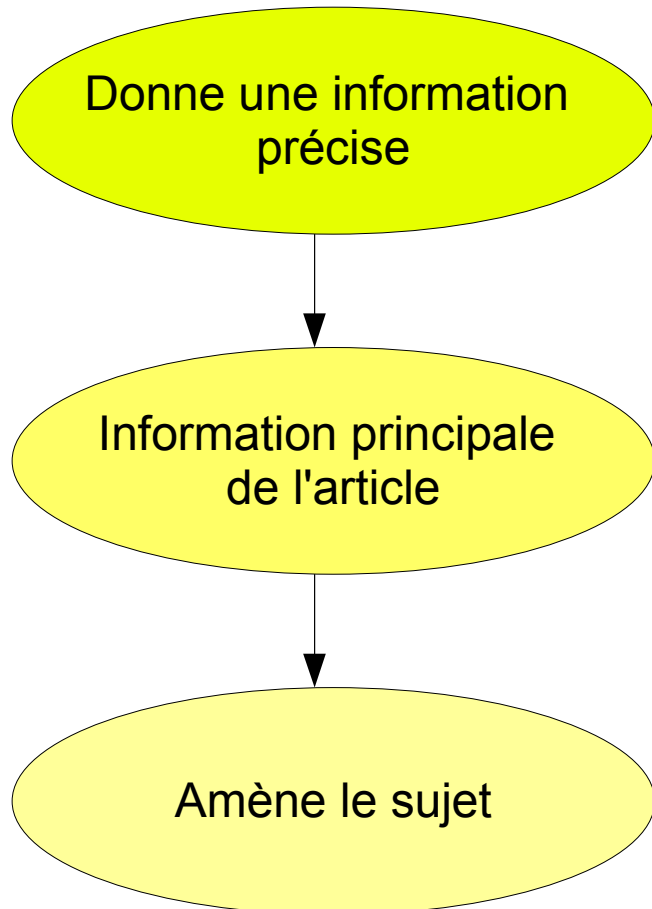 Donne une information
précise
Information principale
de l'article
Amène le sujet